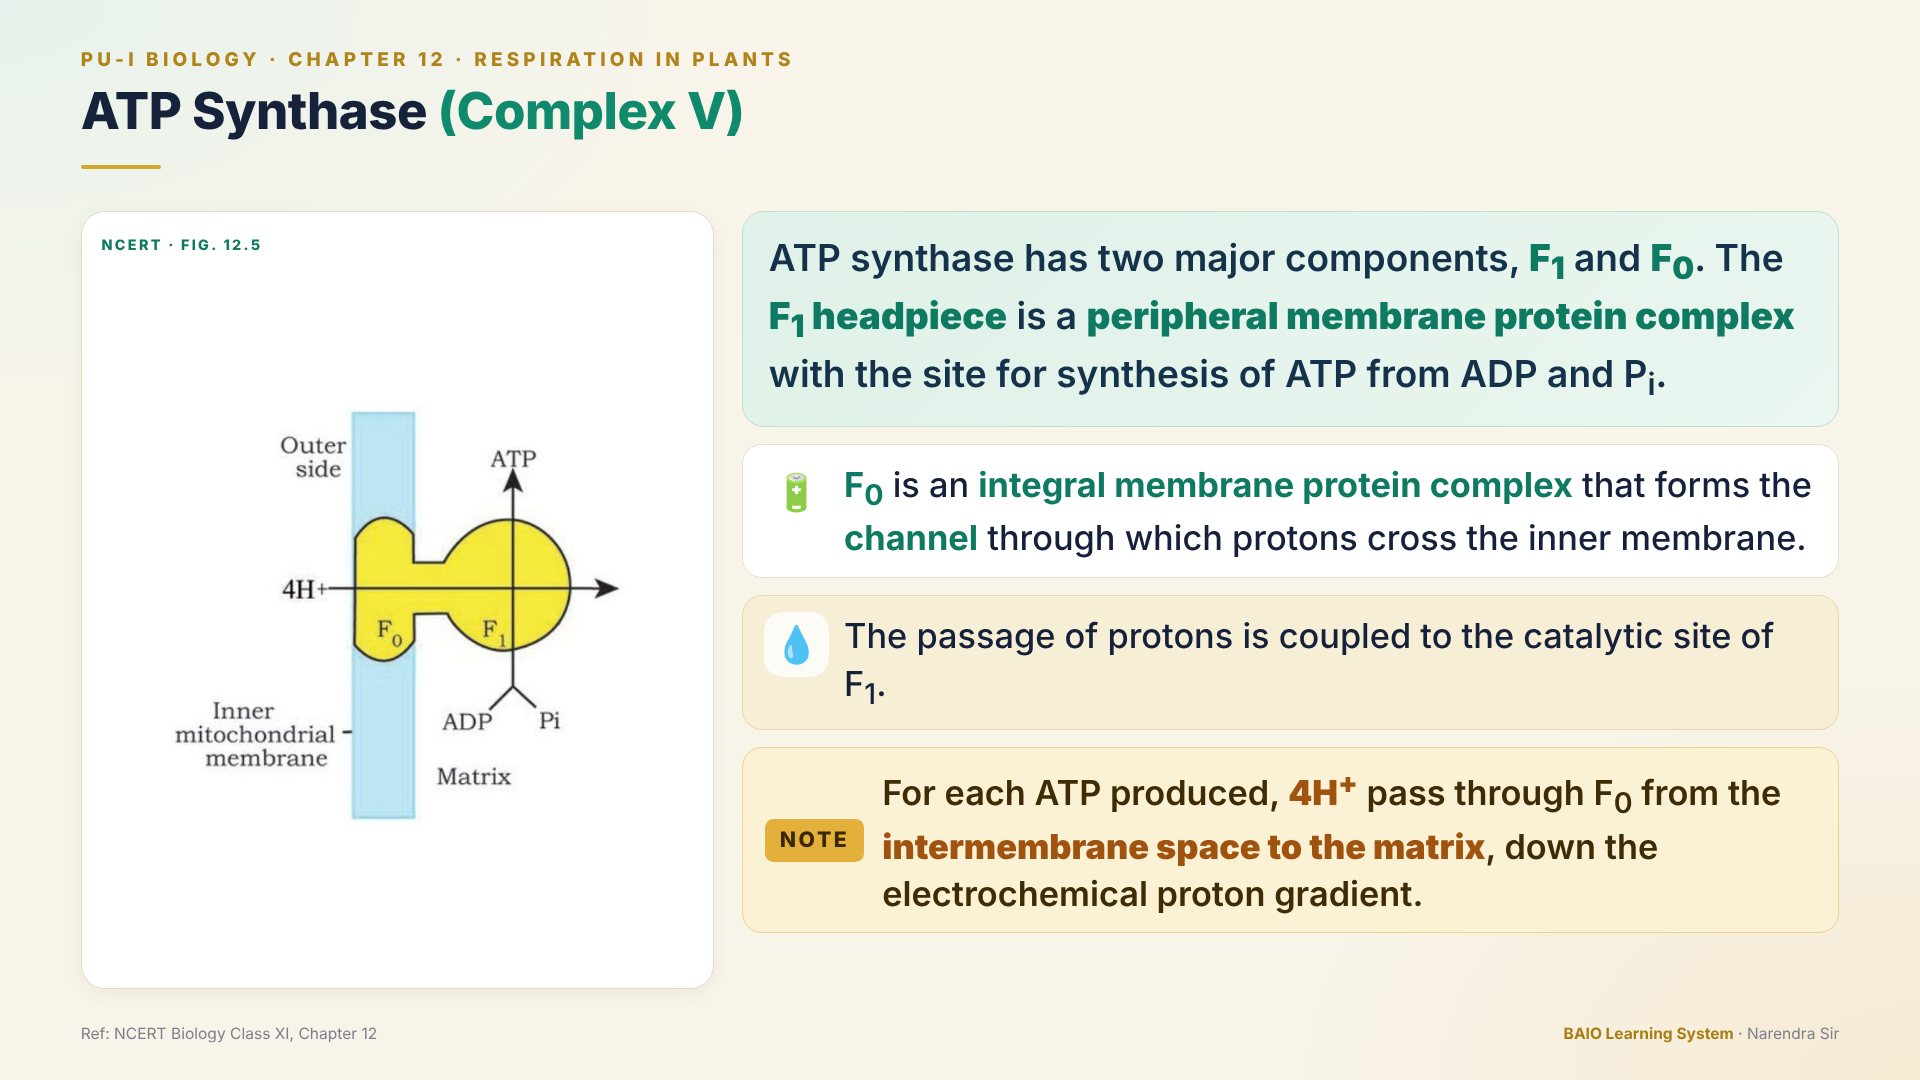 PU-I BIOLOGY · CHAPTER 12 · RESPIRATION IN PLANTS
ATP Synthase (Complex V)
NCERT · FIG. 12.5
Outer
side
ATP
4H+
F₀
F₁
Inner
mitochondrial
membrane
ADP
Pi
Matrix
ATP synthase has two major components, F₁ and F₀. The
F₁ headpiece is a peripheral membrane protein complex
with the site for synthesis of ATP from ADP and Pᵢ.
F₀ is an integral membrane protein complex that forms the
channel through which protons cross the inner membrane.
The passage of protons is coupled to the catalytic site of
F₁.
NOTE
For each ATP produced, 4H⁺ pass through F₀ from the
intermembrane space to the matrix, down the
electrochemical proton gradient.
Ref: NCERT Biology Class XI, Chapter 12
BAIO Learning System · Narendra Sir